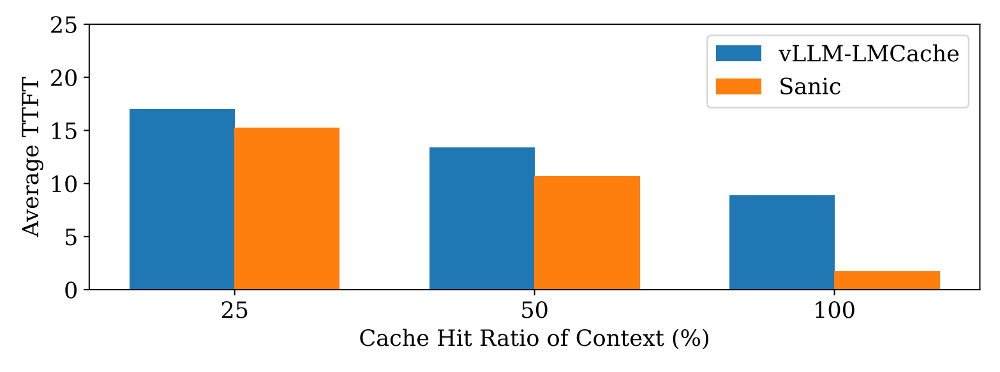 25
20
15
10
5
0
Average TTFT
vLLM-LMCache
Sanic
25
50
100
Cache Hit Ratio of Context (%)